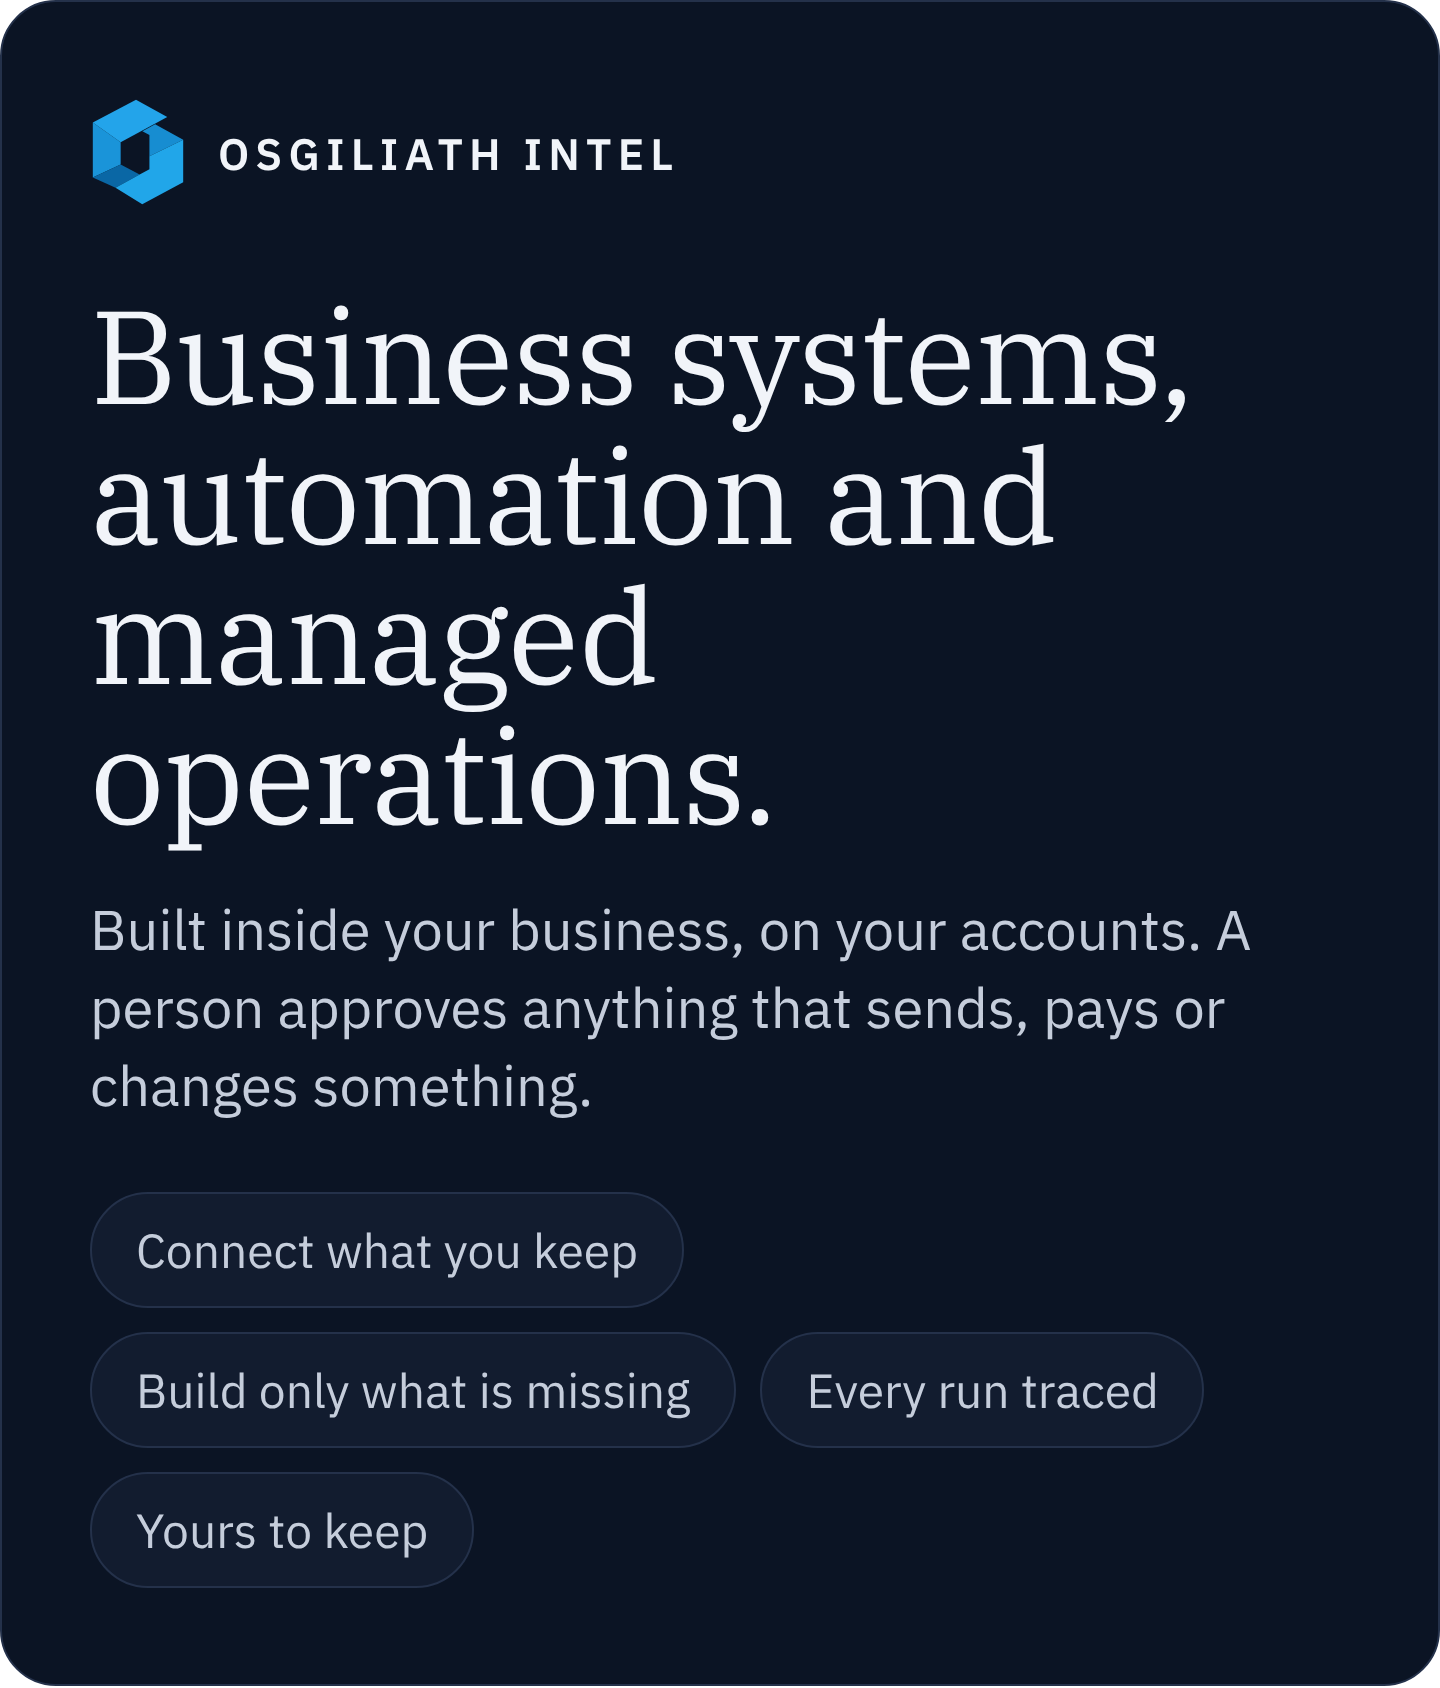 OSGILIATH INTEL
Business systems,
automation and
managed
operations.
Built inside your business, on your accounts. A
person approves anything that sends, pays or
changes something.
Connect what you keep
Build only what is missing
Every run traced
Yours to keep